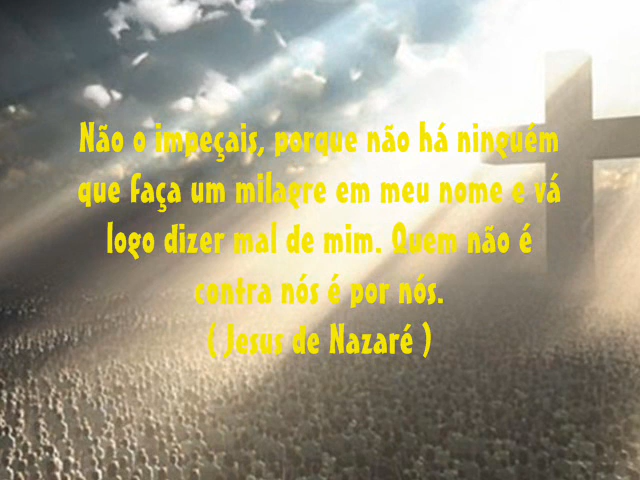 Não o impeçais, porque não há ninguém
que faça um milagre em meu nome e vá
logo dizer mal de mim. Quem não é
contra nós é por nós.
( Jesus de Nazaré )